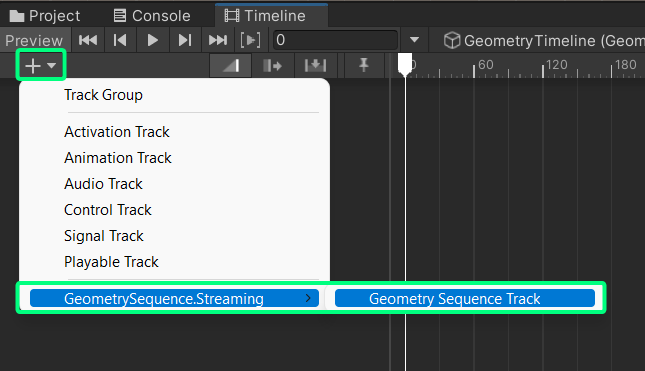 Project Console Timeline
Preview 0 GeometryTimeline (Geom
0 60 120 180
Track Group
Activation Track
Animation Track
Audio Track
Control Track
Signal Track
Playable Track
GeometrySequence.Streaming > Geometry Sequence Track